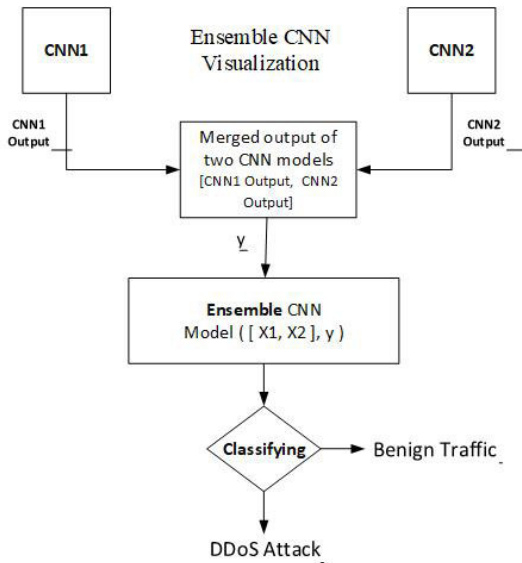 CNN1
Ensemble CNN
Visualization
CNN2
CNN1
Output
CNN2
Output
Merged output of
two CNN models
[CNN1 Output, CNN2
Output]
y
Ensemble CNN
Model ( [ X1, X2 ], y )
Classifying
Benign Traffic
DDoS Attack